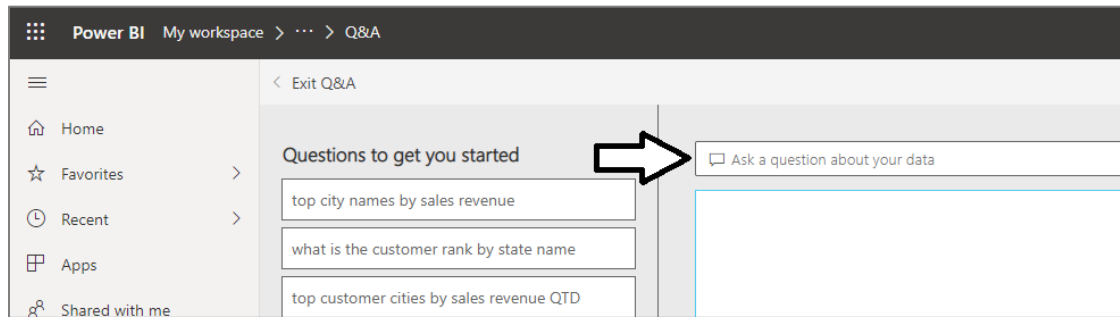 Power BI My workspace > ··· > Q&A
< Exit Q&A
Home
Favorites >
Recent >
Apps
Shared with me
Questions to get you started
top city names by sales revenue
what is the customer rank by state name
top customer cities by sales revenue QTD
Ask a question about your data